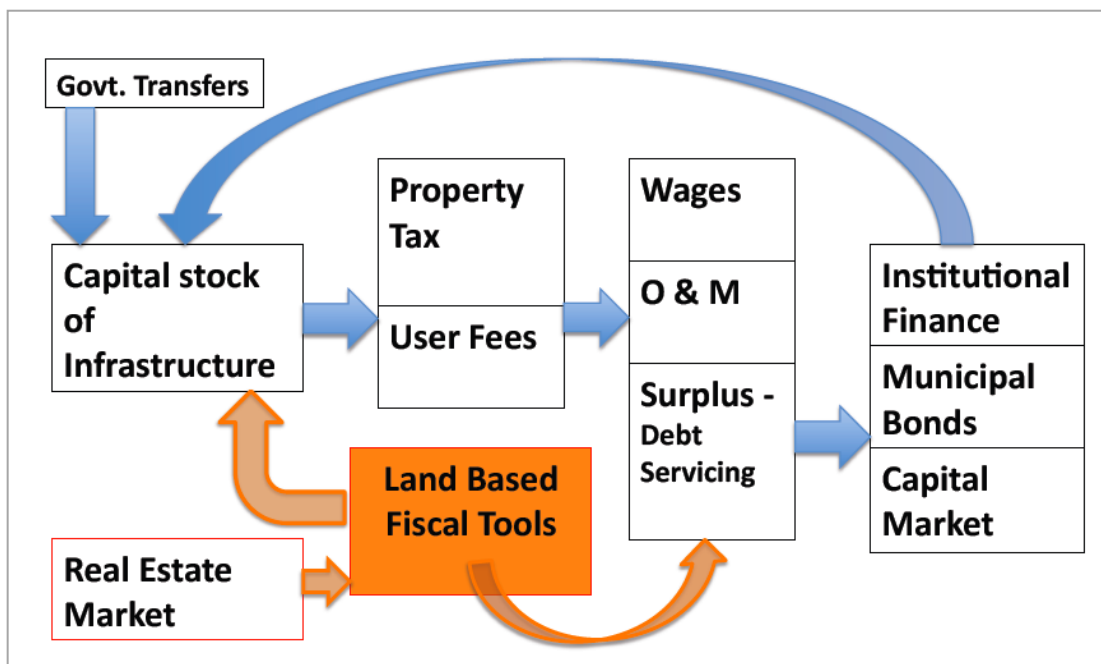 Govt. Transfers
Capital stock
of
Infrastructure
Property
Tax
User Fees
Wages
O & M
Surplus -
Debt
Servicing
Institutional
Finance
Municipal
Bonds
Capital
Market
Land Based
Fiscal Tools
Real Estate
Market